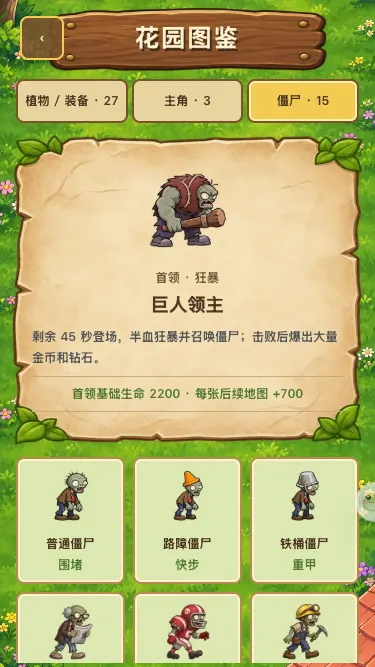 花园图鉴
植物 / 装备 · 27
主角 · 3
僵尸 · 15
首领 · 狂暴
巨人领主
剩余 45 秒登场，半血狂暴并召唤僵尸；击败后爆出大量
金币和钻石。
首领基础生命 2200 · 每张后续地图 +700
普通僵尸
路障僵尸
铁桶僵尸
围堵
快步
重甲